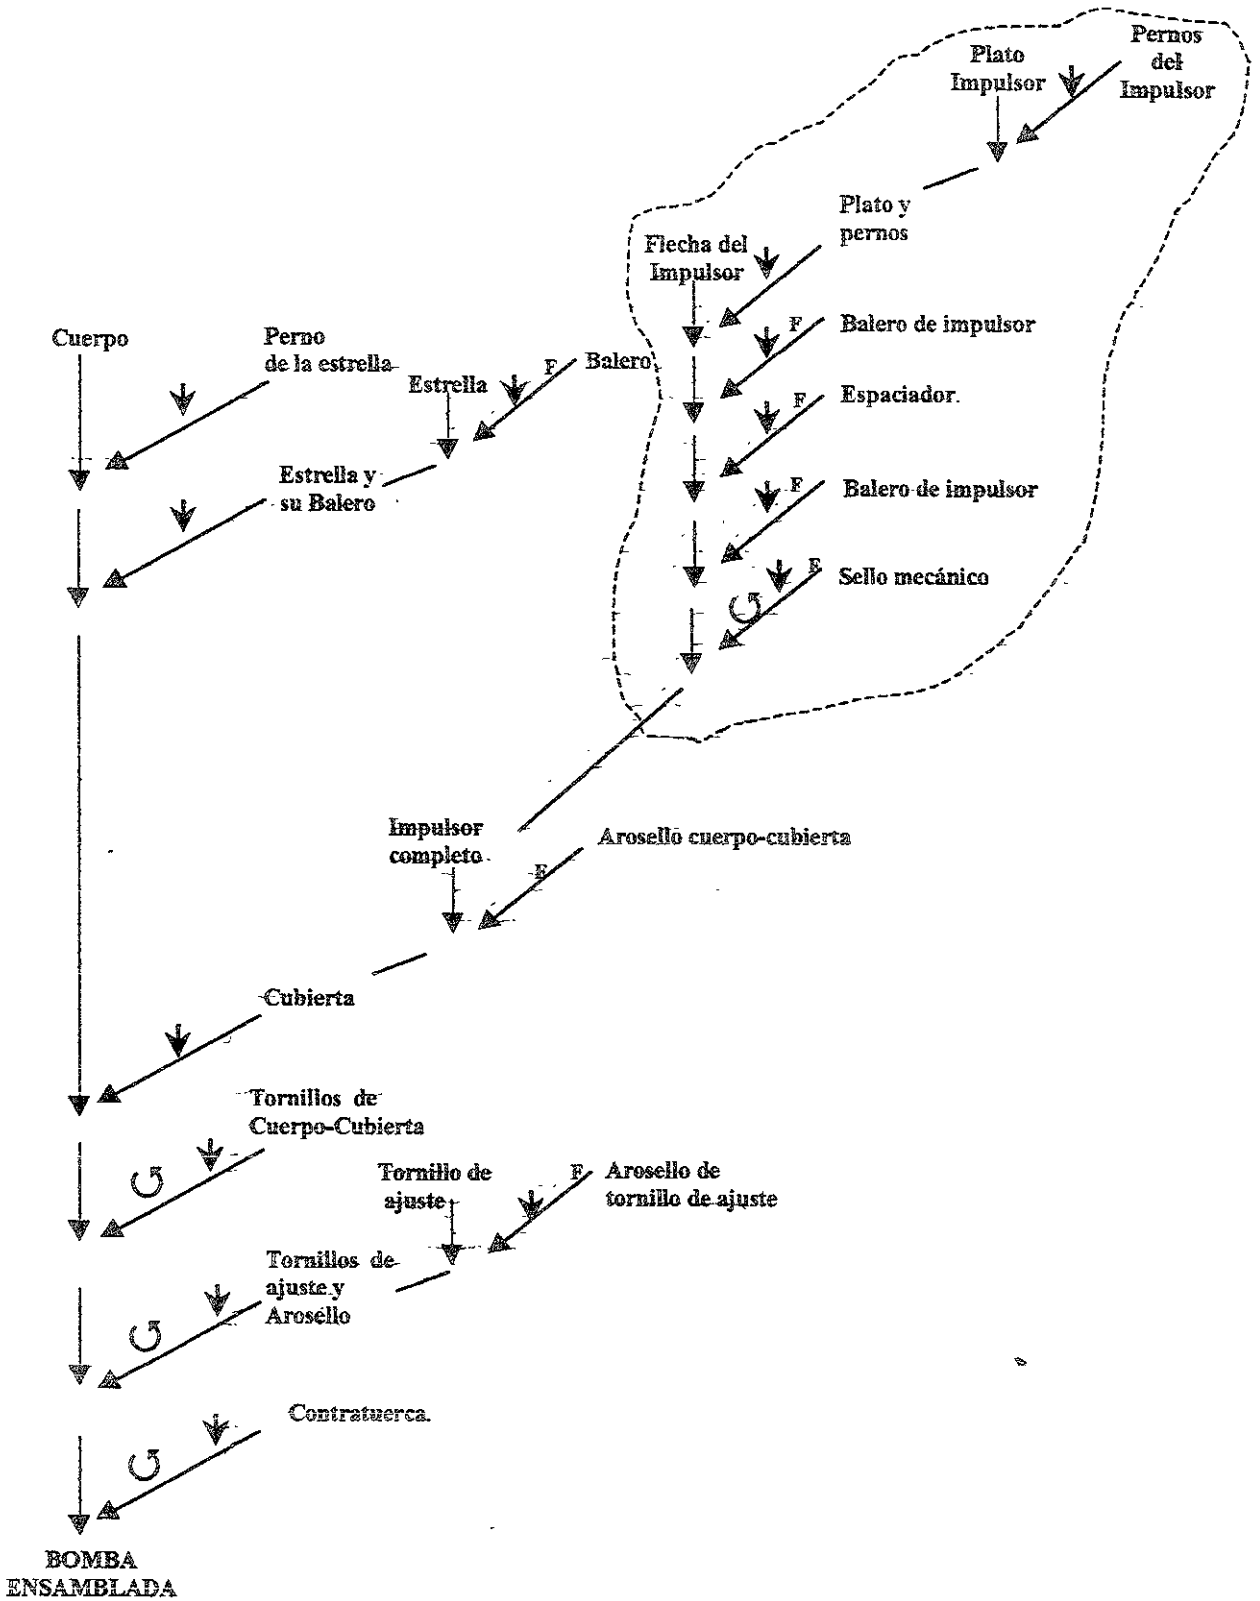 Pernos
del
Impulsor
Plato
Impulsor
Plato y
pernos
Flecha del
Impulsor
F
Balero de impulsor
F
Espaciador.
F
Balero de impulsor
F
Sello mecánico
Cuerpo
Perno
de la estrella
Estrella
F
Balero
Estrella y
su Balero
Impulsor
completo
F
Arosello cuerpo-cubierta
Cubierta
Tornillos de
Cuerpo-Cubierta
Tornillo de
ajuste
F
Arosello de
tornillo de ajuste
Tornillos de
ajuste y
Arosello
Contratuerca.
BOMBA
ENSAMBLADA